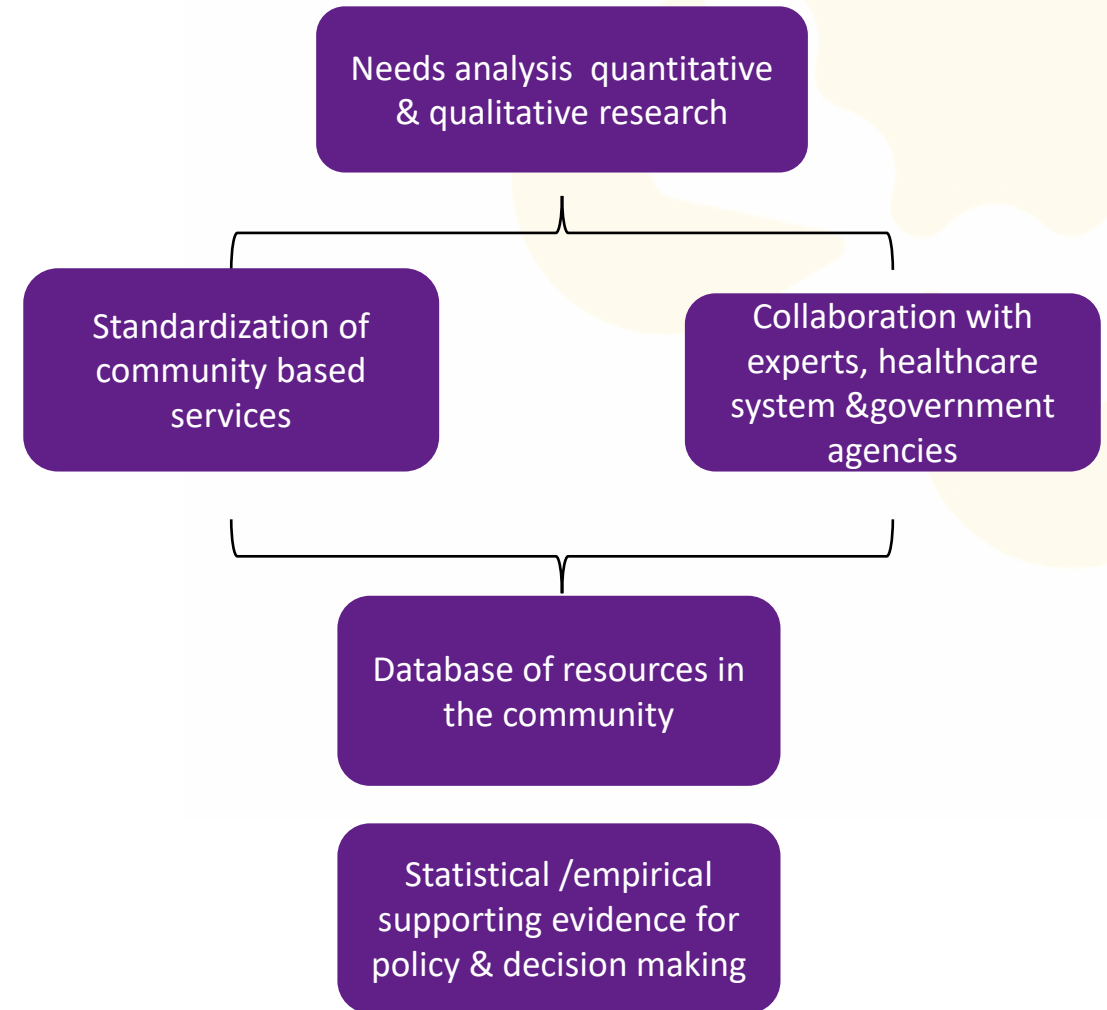 Needs analysis  quantitative
& qualitative research
Standardization of
community based
services
Collaboration with
experts, healthcare
system &government
agencies
Database of resources in
the community
Statistical /empirical
supporting evidence for
policy & decision making